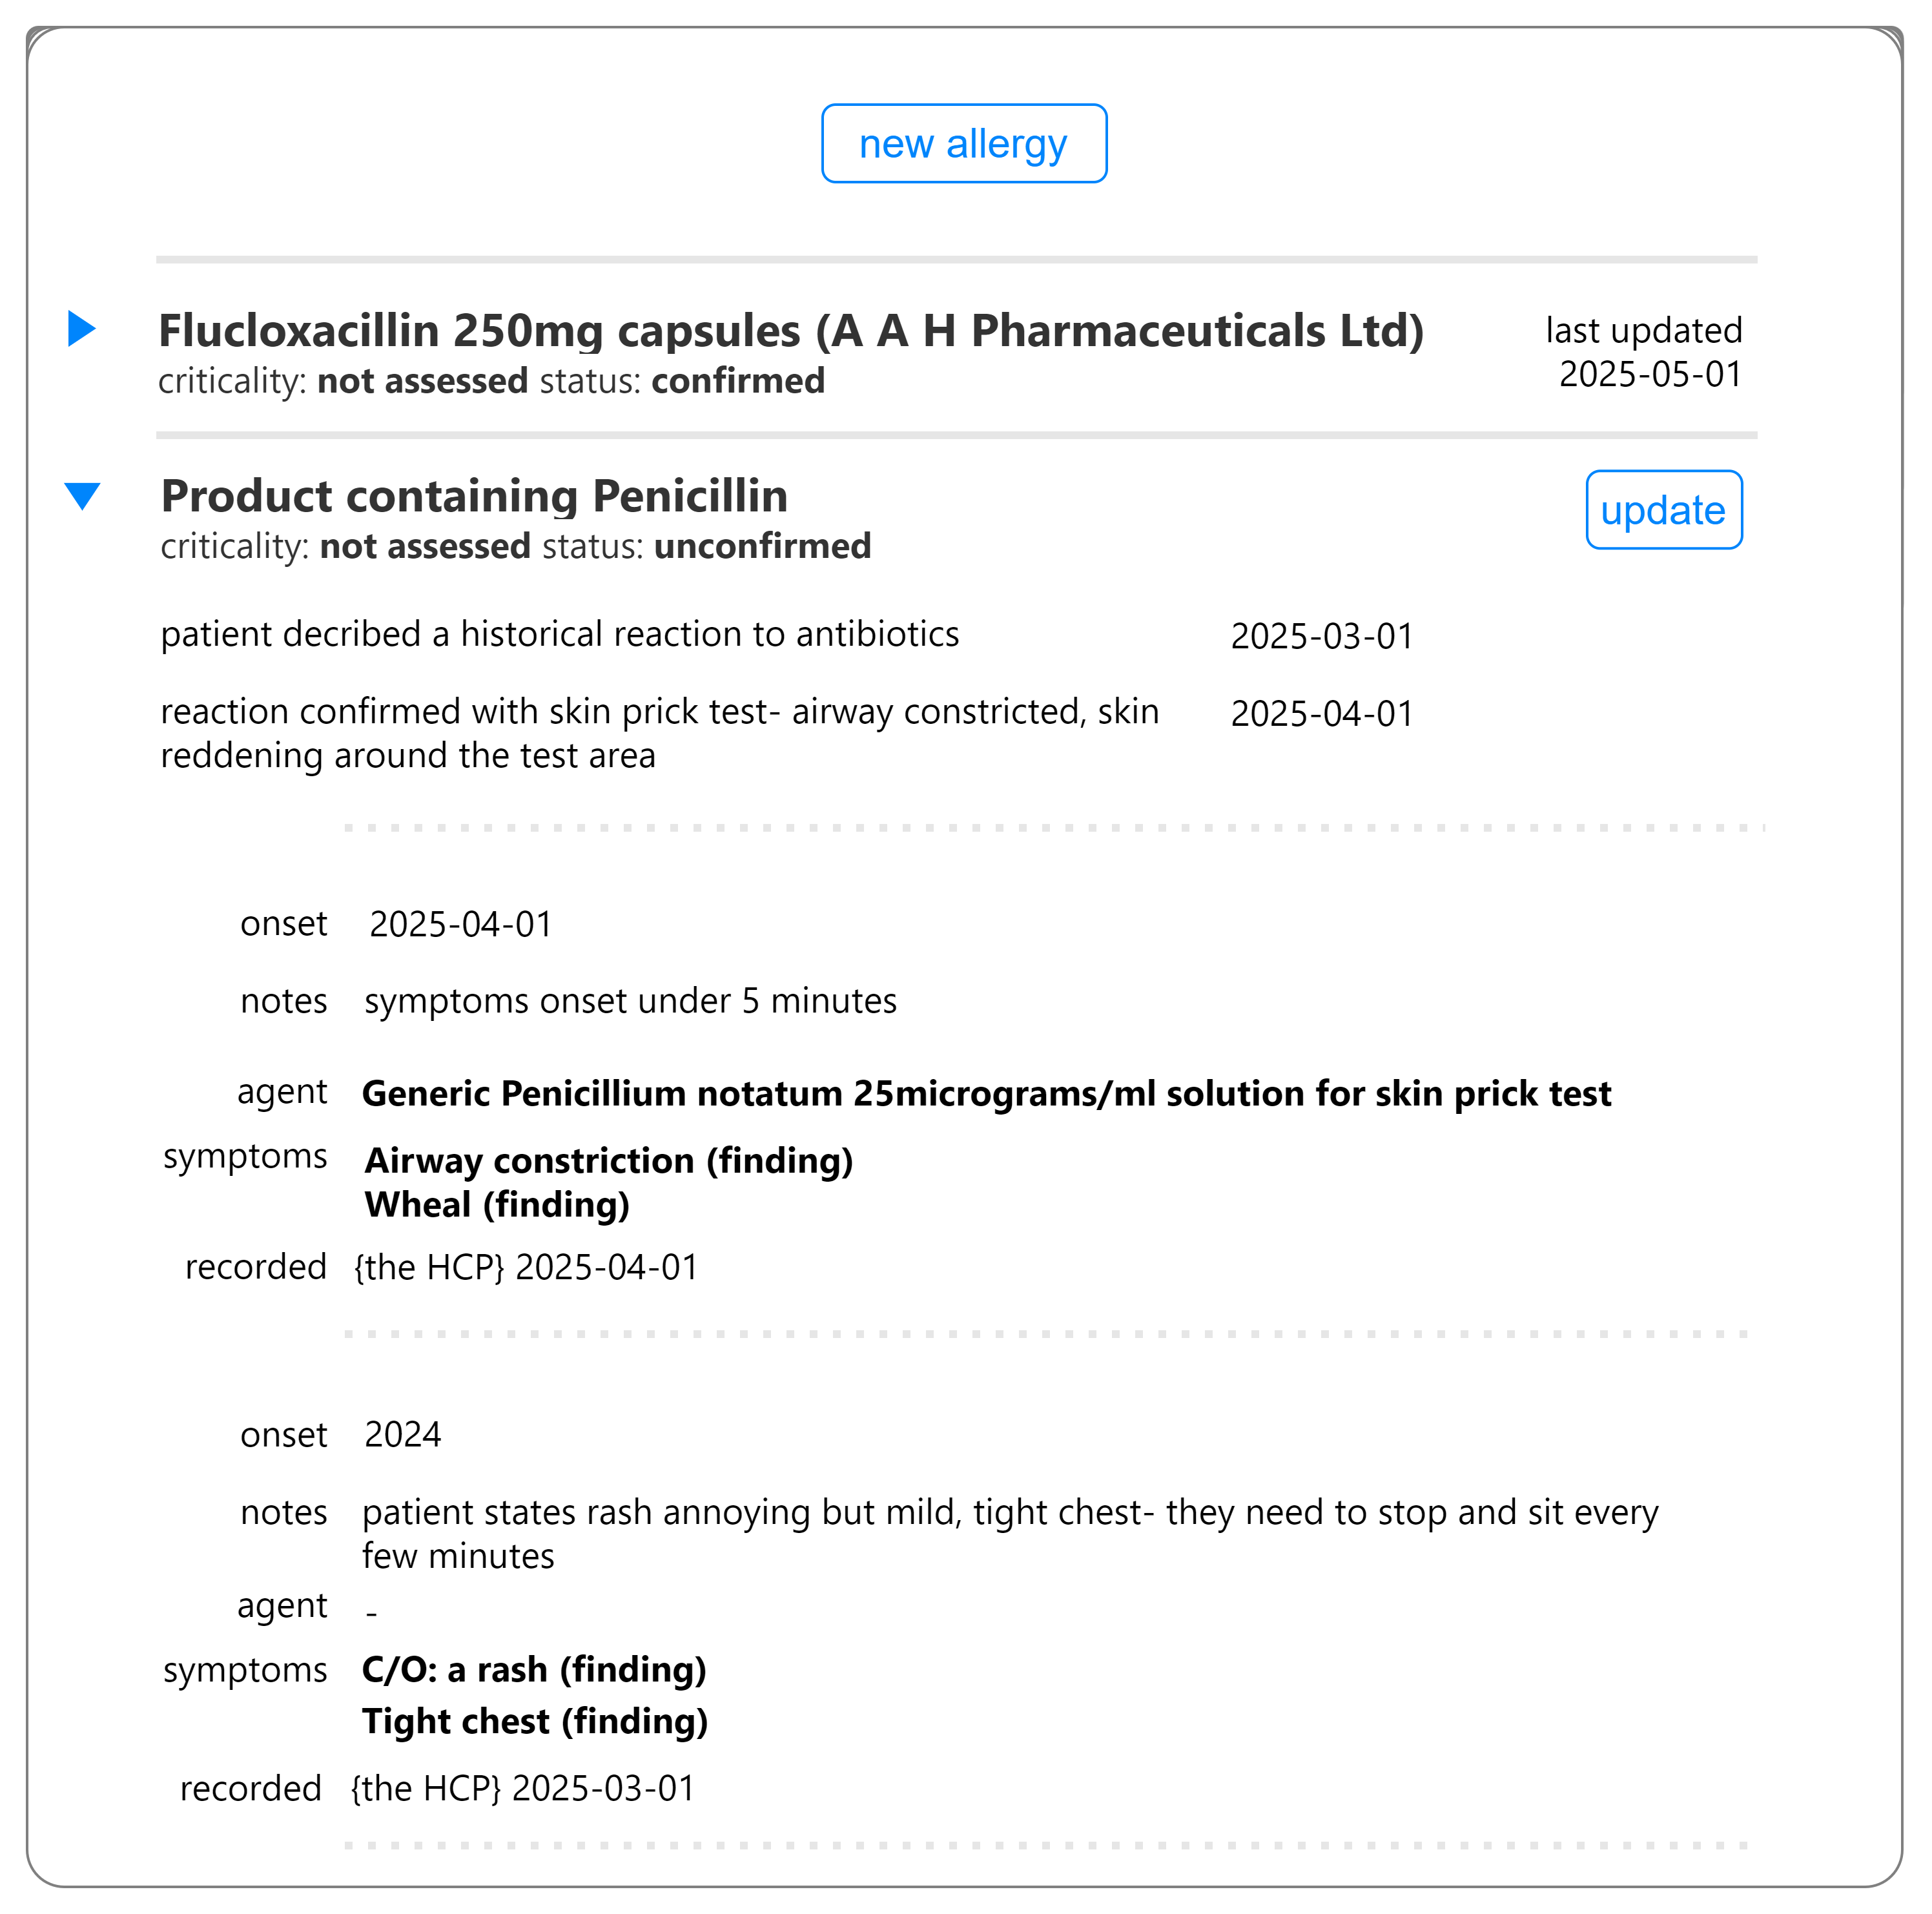 new allergy
Flucloxacillin 250mg capsules (A A H Pharmaceuticals Ltd)
criticality: not assessed status: confirmed
last updated
2025-05-01
Product containing Penicillin
criticality: not assessed status: unconfirmed
update
patient decribed a historical reaction to antibiotics 2025-03-01
reaction confirmed with skin prick test- airway constricted, skin 2025-04-01
reddening around the test area
onset 2025-04-01
notes symptoms onset under 5 minutes
agent Generic Penicillium notatum 25micrograms/ml solution for skin prick test
symptoms Airway constriction (finding)
Wheal (finding)
recorded {the HCP} 2025-04-01
onset 2024
notes patient states rash annoying but mild, tight chest- they need to stop and sit every
few minutes
agent -
symptoms C/O: a rash (finding)
Tight chest (finding)
recorded {the HCP} 2025-03-01